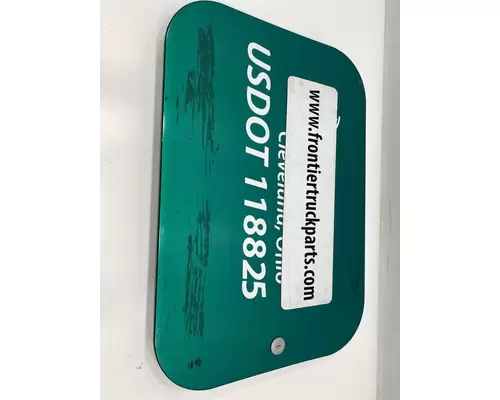 www.frontiertruckparts.com
Cleveland, Ohio
USDOT 118825